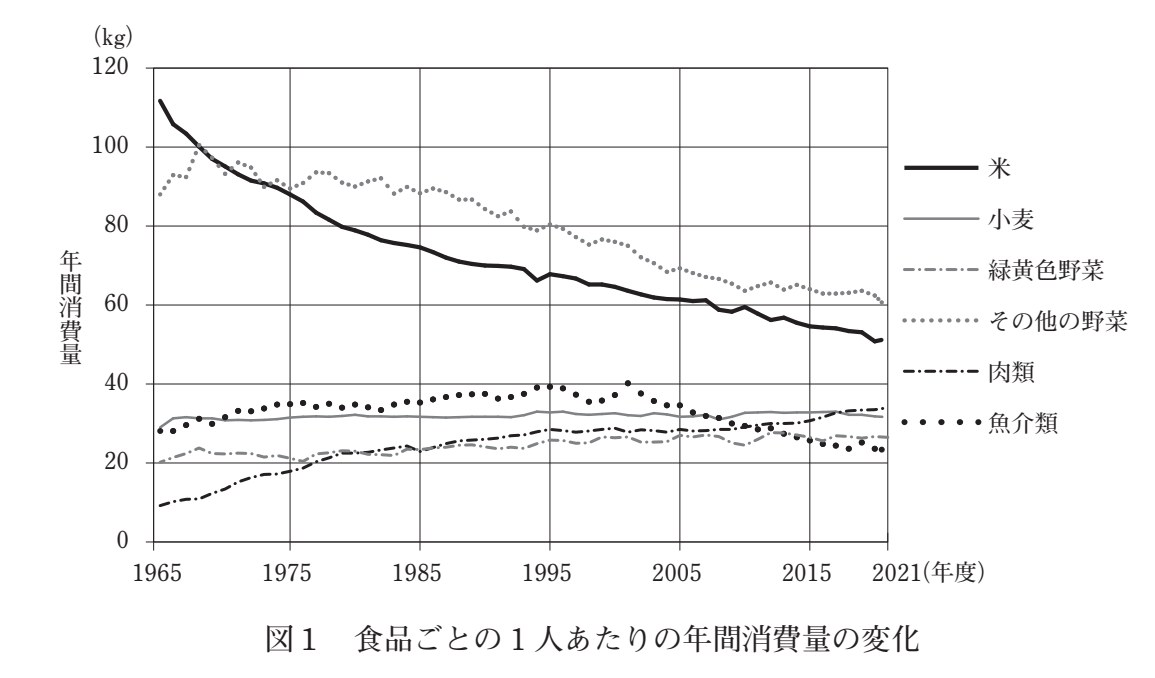 (kg)
120
100
80
60
40
20
0
年間消費量
1965 1975 1985 1995 2005 2015 2021(年度)
米
小麦
緑黄色野菜
その他の野菜
肉類
魚介類
図1 食品ごとの1人あたりの年間消費量の変化